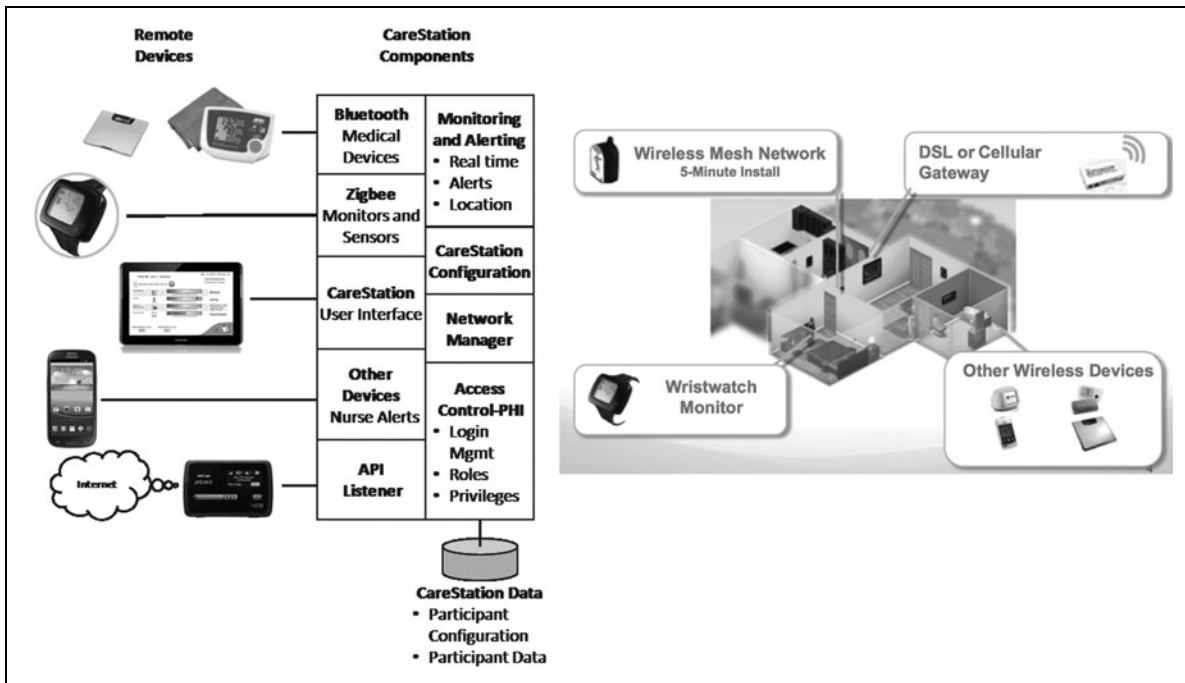 Remote
Devices
CareStation
Components
Bluetooth
Medical
Devices
Zigbee
Monitors and
Sensors
CareStation
User Interface
Other
Devices
Nurse Alerts
API
Listener
Monitoring
and Alerting
• Real time
• Alerts
• Location
CareStation
Configuration
Network
Manager
Access
Control-PHI
• Login
Mgmt
• Roles
• Privileges
Internet
CareStation Data
• Participant
Configuration
• Participant Data
Wireless Mesh Network
5-Minute Install
DSL or Cellular
Gateway
Wristwatch
Monitor
Other Wireless Devices
4